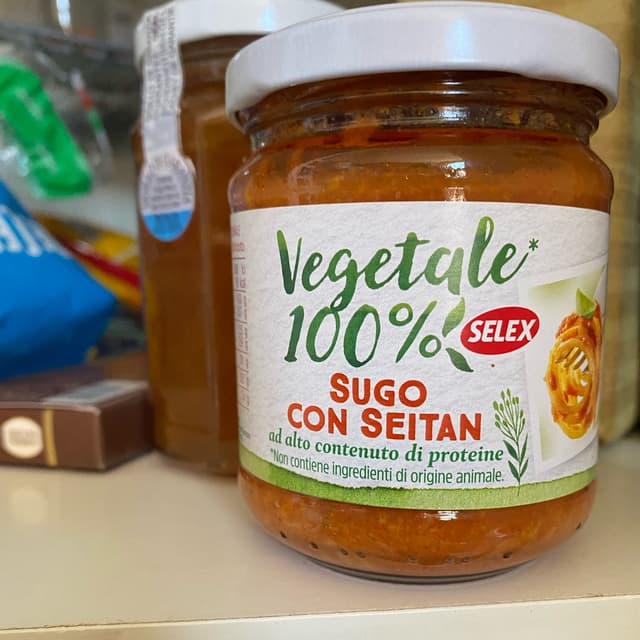 Vegetale*
100%
SELEX
SUGO
CON SEITAN
ad alto contenuto di proteine
*Non contiene ingredienti di origine animale.